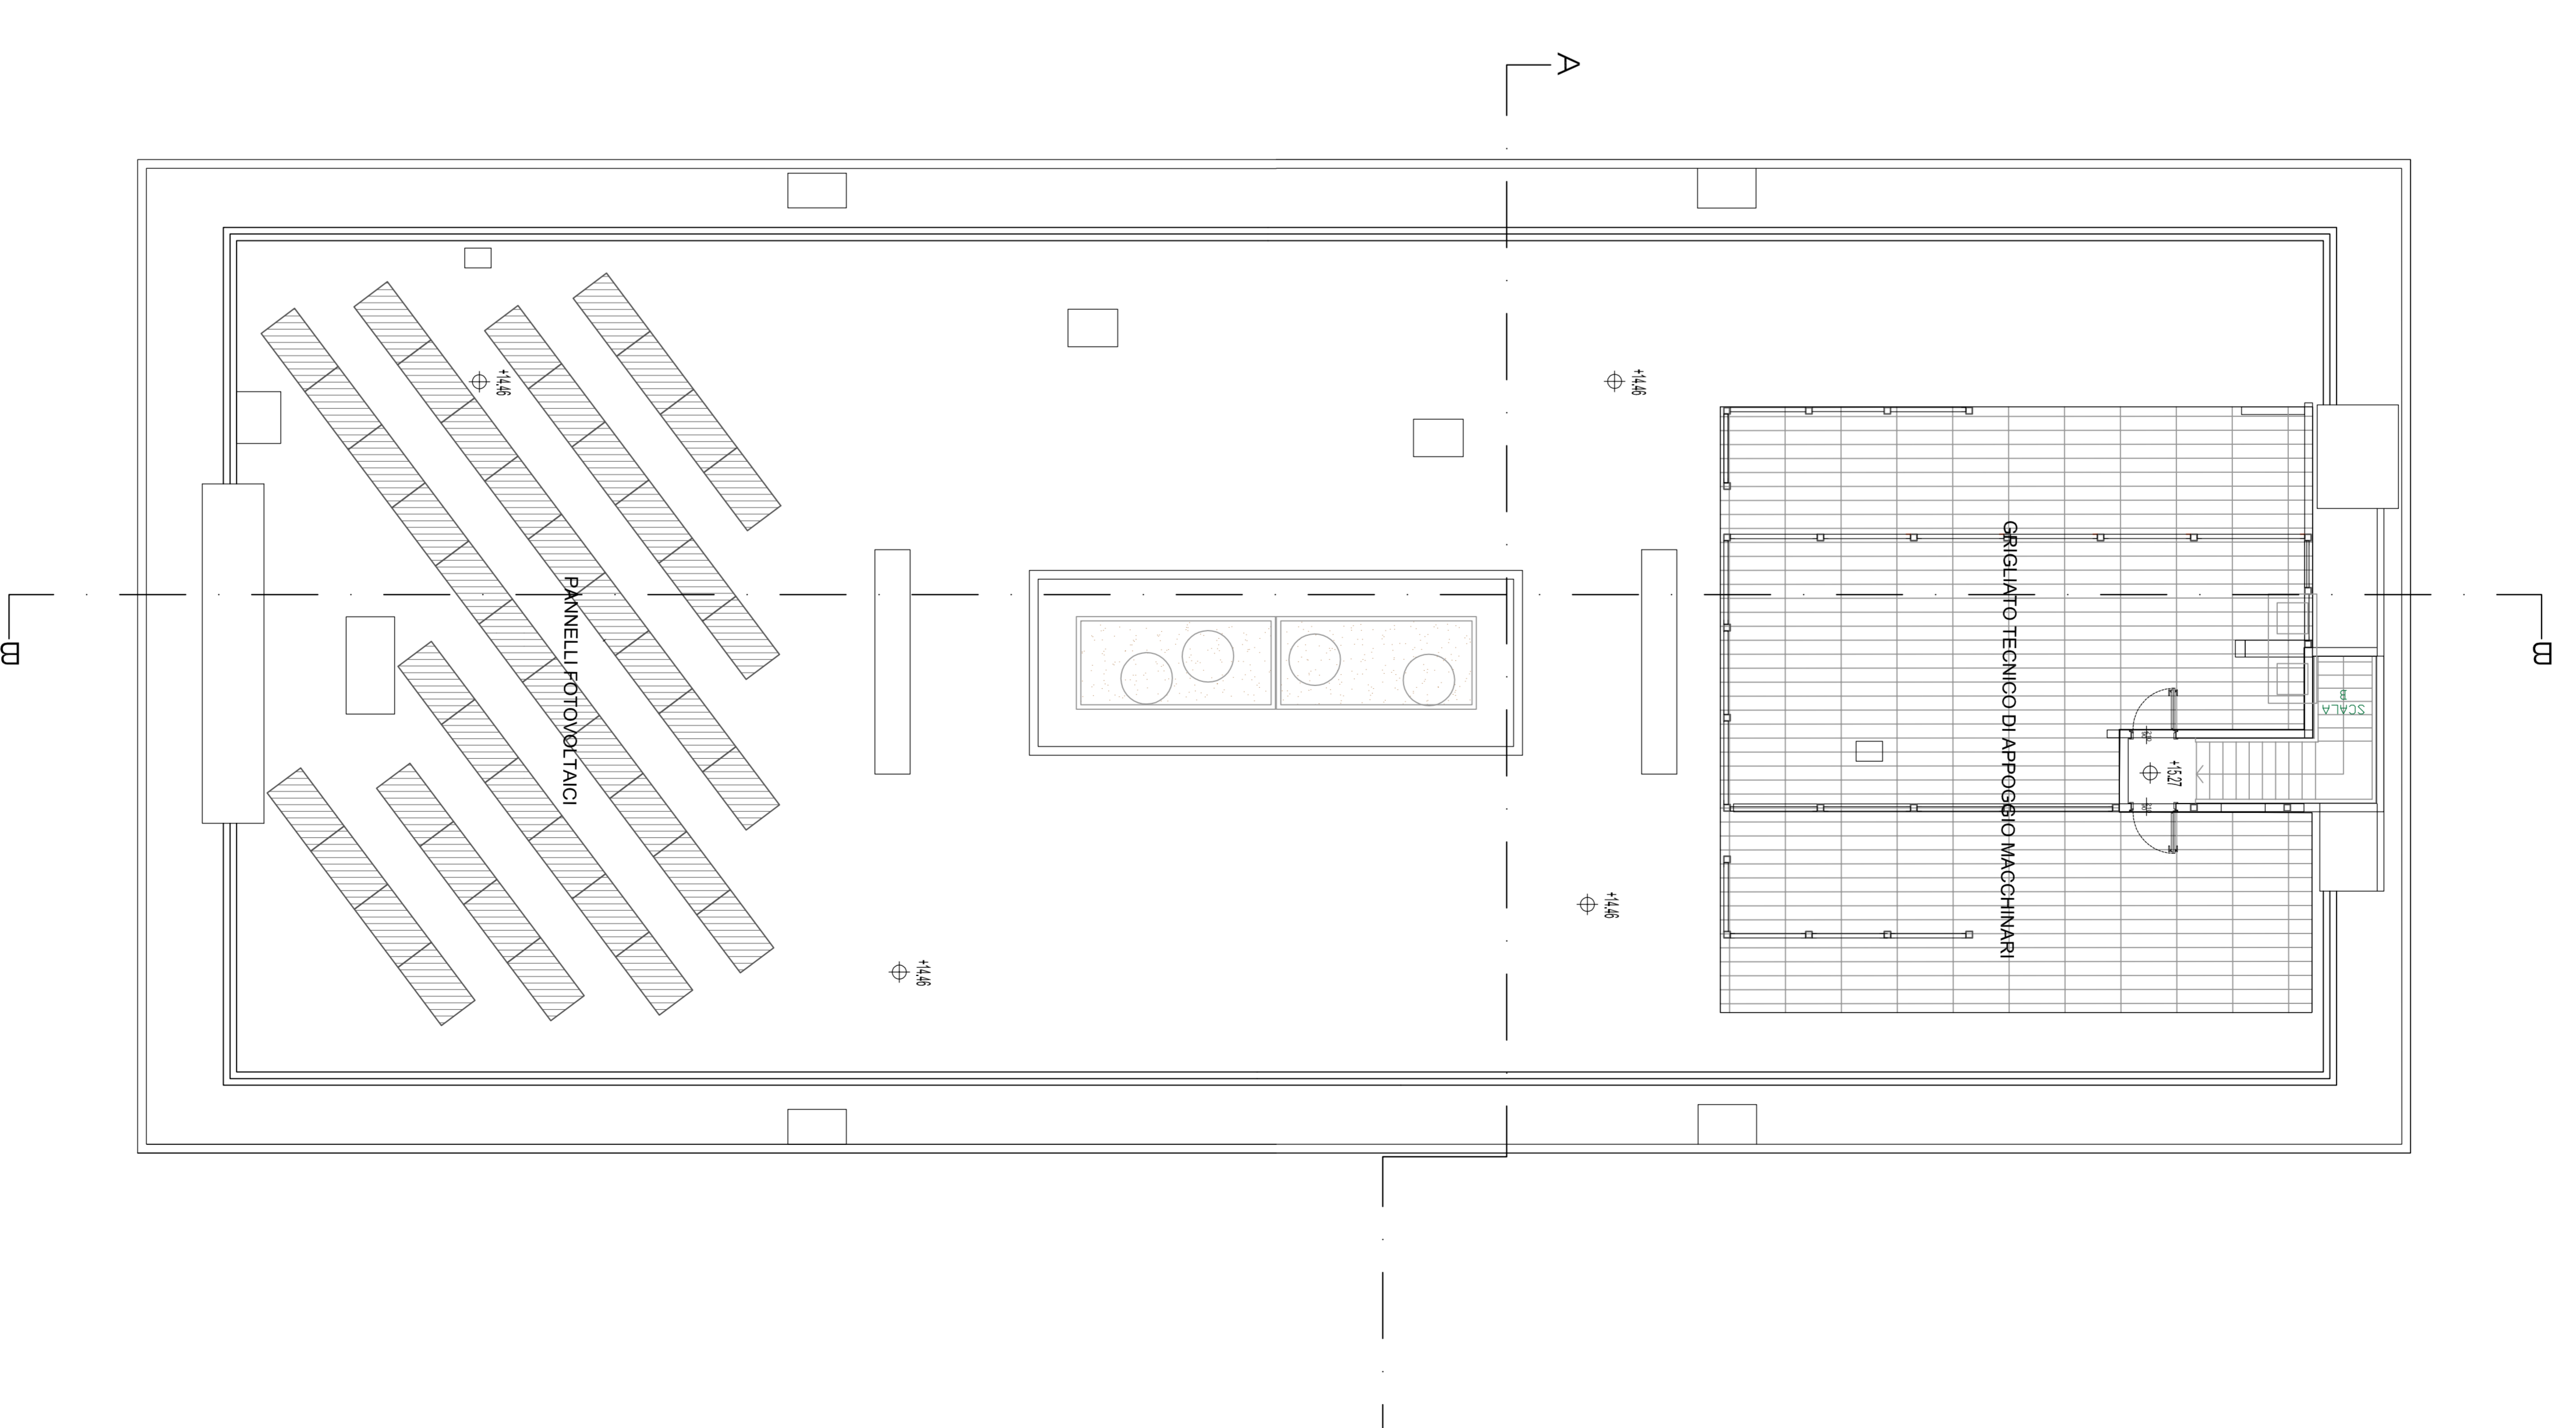 A
+14.46
+14.46
PANNELLI FOTOVOLTAICI
GRIGLIATO TECNICO DI APPOGGIO MACCHINARI
B
B
SCALA
B
+15.27
+14.46
+14.46